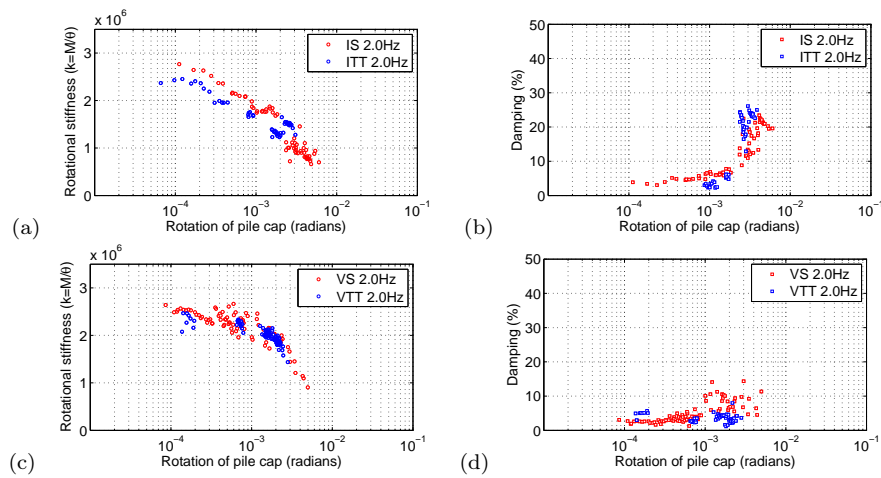 x 10⁶
3
2
1
0
Rotational stiffness (k=M/θ)
IS 2.0Hz
ITT 2.0Hz
10⁻⁴ 10⁻³ 10⁻² 10⁻¹
Rotation of pile cap (radians)
(a)
50
40
30
20
10
0
Damping (%)
IS 2.0Hz
ITT 2.0Hz
10⁻⁴ 10⁻³ 10⁻² 10⁻¹
Rotation of pile cap (radians)
(b)
x 10⁶
3
2
1
0
Rotational stiffness (k=M/θ)
VS 2.0Hz
VTT 2.0Hz
10⁻⁴ 10⁻³ 10⁻² 10⁻¹
Rotation of pile cap (radians)
(c)
50
40
30
20
10
0
Damping (%)
VS 2.0Hz
VTT 2.0Hz
10⁻⁴ 10⁻³ 10⁻² 10⁻¹
Rotation of pile cap (radians)
(d)